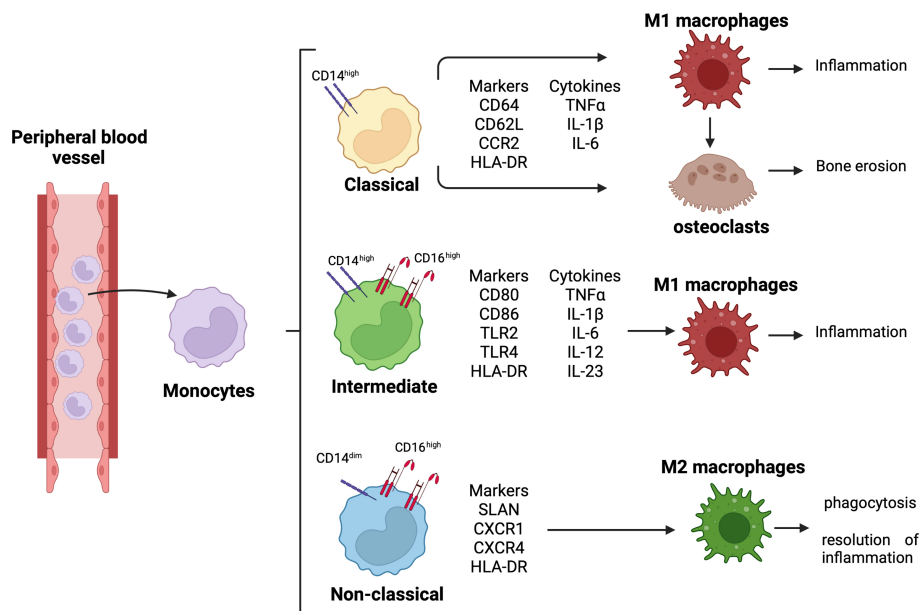 Peripheral blood
vessel
Monocytes
CD14high
Classical
Markers
CD64
CD62L
CCR2
HLA-DR
Cytokines
TNFα
IL-1β
IL-6
M1 macrophages
Inflammation
osteoclasts
Bone erosion
CD14high
CD16high
Intermediate
Markers
CD80
CD86
TLR2
TLR4
HLA-DR
Cytokines
TNFα
IL-1β
IL-6
IL-12
IL-23
M1 macrophages
Inflammation
CD14dim
CD16high
Non-classical
Markers
SLAN
CXCR1
CXCR4
HLA-DR
M2 macrophages
phagocytosis
resolution of
inflammation